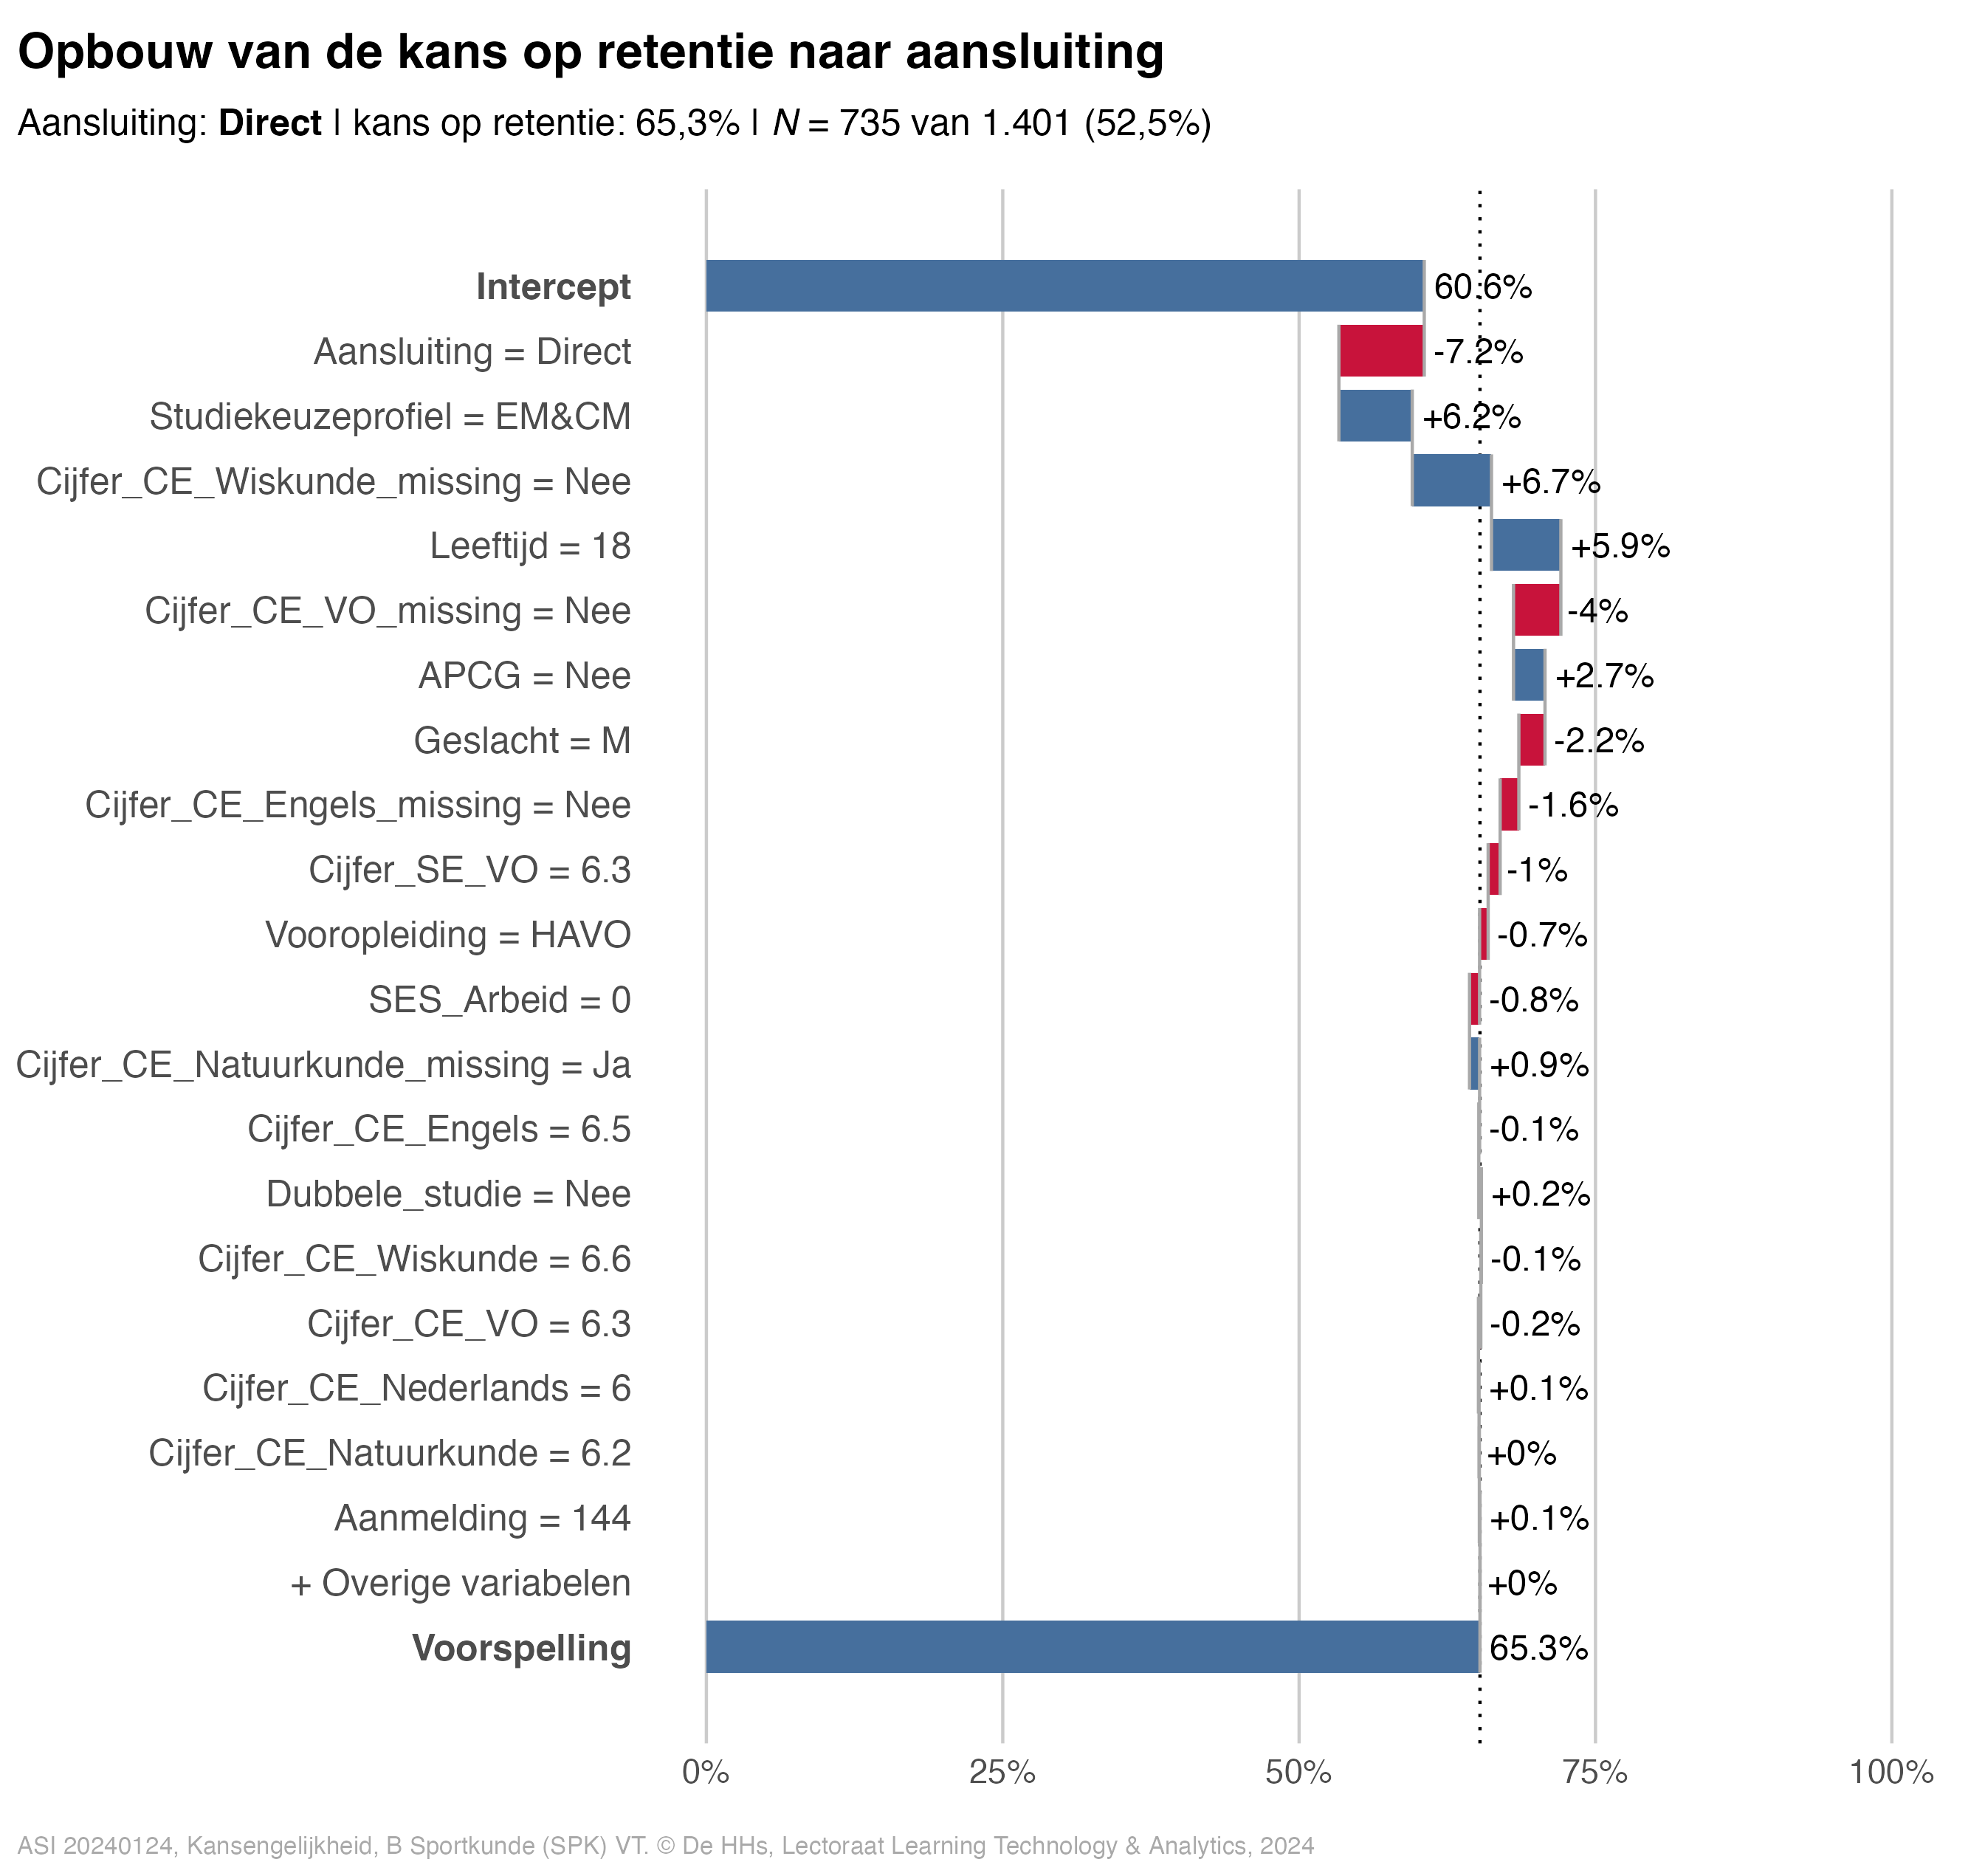 Opbouw van de kans op retentie naar aansluiting
Aansluiting: Direct | kans op retentie: 65,3% | N = 735 van 1.401 (52,5%)
Intercept 60.6%
Aansluiting = Direct -7.2%
Studiekeuzeprofiel = EM&CM +6.2%
Cijfer_CE_Wiskunde_missing = Nee +6.7%
Leeftijd = 18 +5.9%
Cijfer_CE_VO_missing = Nee -4%
APCG = Nee +2.7%
Geslacht = M -2.2%
Cijfer_CE_Engels_missing = Nee -1.6%
Cijfer_SE_VO = 6.3 -1%
Vooropleiding = HAVO -0.7%
SES_Arbeid = 0 -0.8%
Cijfer_CE_Natuurkunde_missing = Ja +0.9%
Cijfer_CE_Engels = 6.5 -0.1%
Dubbele_studie = Nee +0.2%
Cijfer_CE_Wiskunde = 6.6 -0.1%
Cijfer_CE_VO = 6.3 -0.2%
Cijfer_CE_Nederlands = 6 +0.1%
Cijfer_CE_Natuurkunde = 6.2 +0%
Aanmelding = 144 +0.1%
+ Overige variabelen +0%
Voorspelling 65.3%
0% 25% 50% 75% 100%
ASI 20240124, Kansengelijkheid, B Sportkunde (SPK) VT. © De HHs, Lectoraat Learning Technology & Analytics, 2024